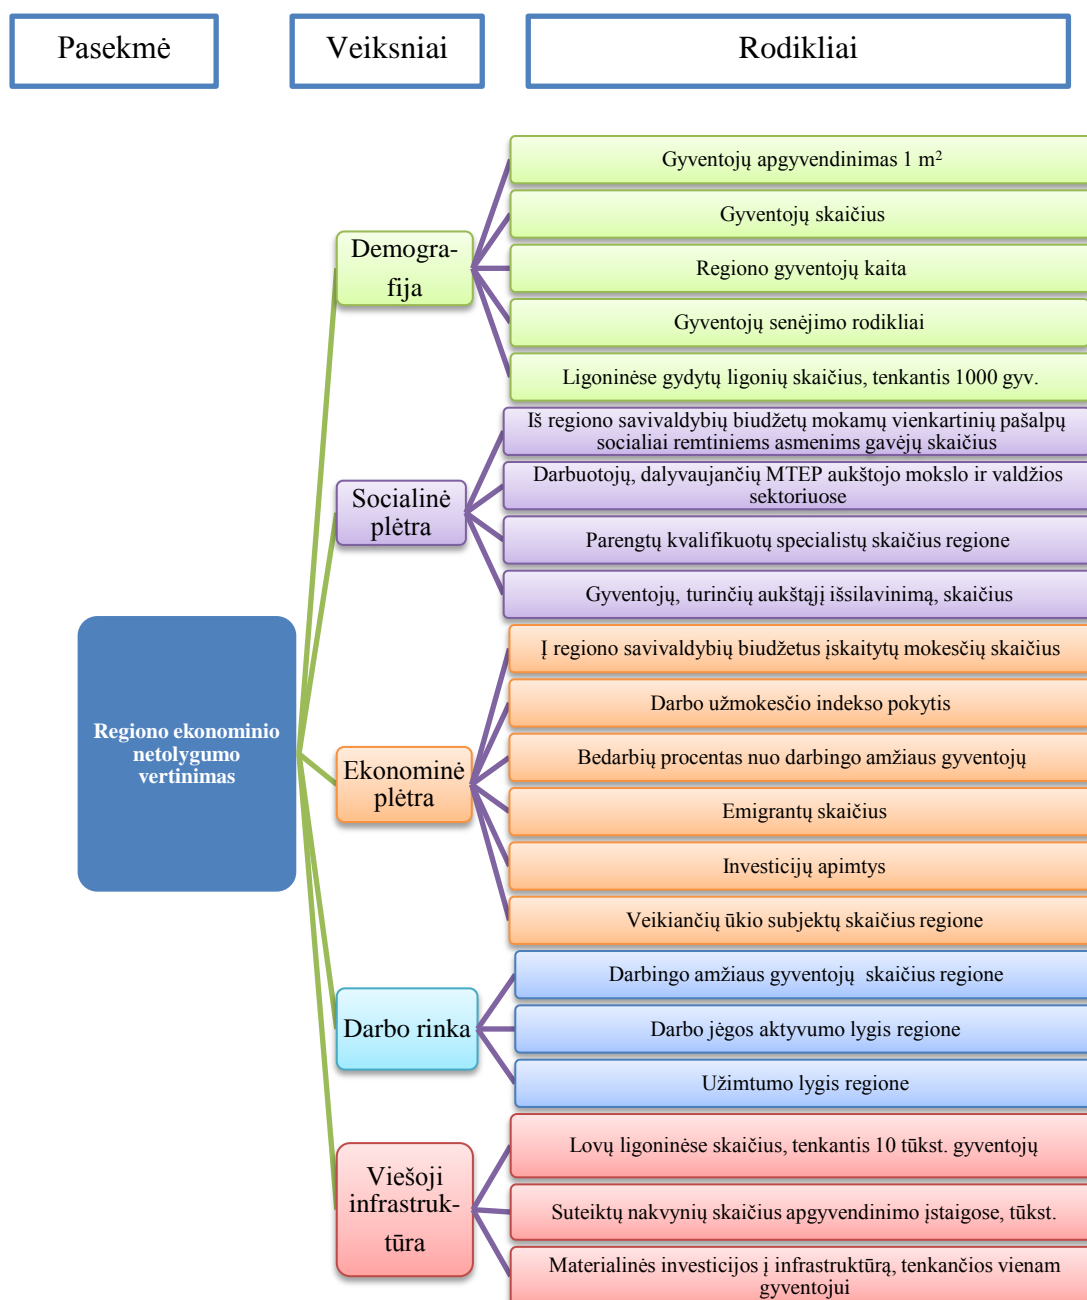 Pasekmė
Veiksniai
Rodikliai
Regiono ekonominio
netolygumo
vertinimas
Demogra-
fija
Gyventojų apgyvendinimas 1 m²
Gyventojų skaičius
Regiono gyventojų kaita
Gyventojų senėjimo rodikliai
Ligoninėse gydytų ligonių skaičius, tenkantis 1000 gyv.
Socialinė
plėtra
Iš regiono savivaldybių biudžetų mokamų vienkartinių pašalpų
socialiai remtiniems asmenims gavėjų skaičius
Darbuotojų, dalyvaujančių MTEP aukštojo mokslo ir valdžios
sektoriuose
Parengtų kvalifikuotų specialistų skaičius regione
Gyventojų, turinčių aukštąjį išsilavinimą, skaičius
Ekonominė
plėtra
Į regiono savivaldybių biudžetus įskaitytų mokesčių skaičius
Darbo užmokesčio indekso pokytis
Bedarbių procentas nuo darbingo amžiaus gyventojų
Emigrantų skaičius
Investicijų apimtys
Veikiančių ūkio subjektų skaičius regione
Darbo rinka
Darbingo amžiaus gyventojų skaičius regione
Darbo jėgos aktyvumo lygis regione
Užimtumo lygis regione
Viešoji
infrastruk-
tūra
Lovų ligoninėse skaičius, tenkantis 10 tūkst. gyventojų
Suteiktų nakvynių skaičius apgyvendinimo įstaigose, tūkst.
Materialinės investicijos į infrastruktūrą, tenkančios vienam
gyventojui